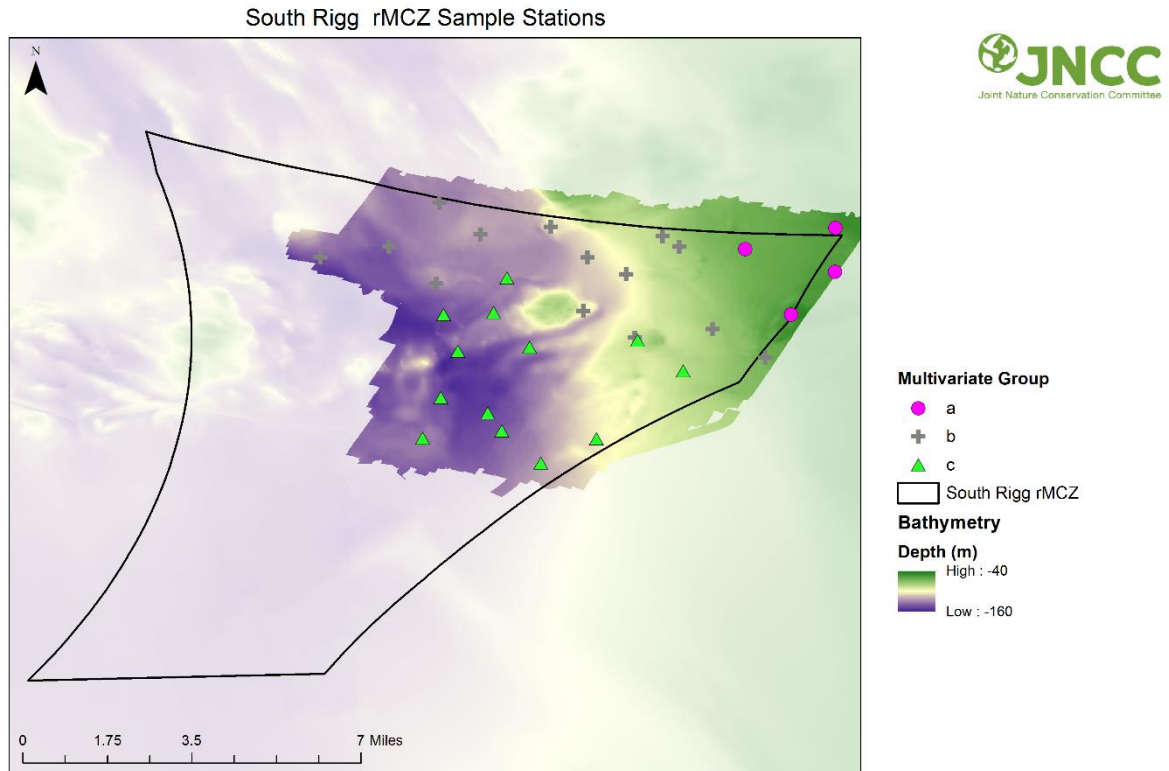 South Rigg rMCZ Sample Stations
N
JNCC
Joint Nature Conservation Committee
Multivariate Group
a
b
c
South Rigg rMCZ
Bathymetry
Depth (m)
High : -40
Low : -160
0 1.75 3.5 7 Miles